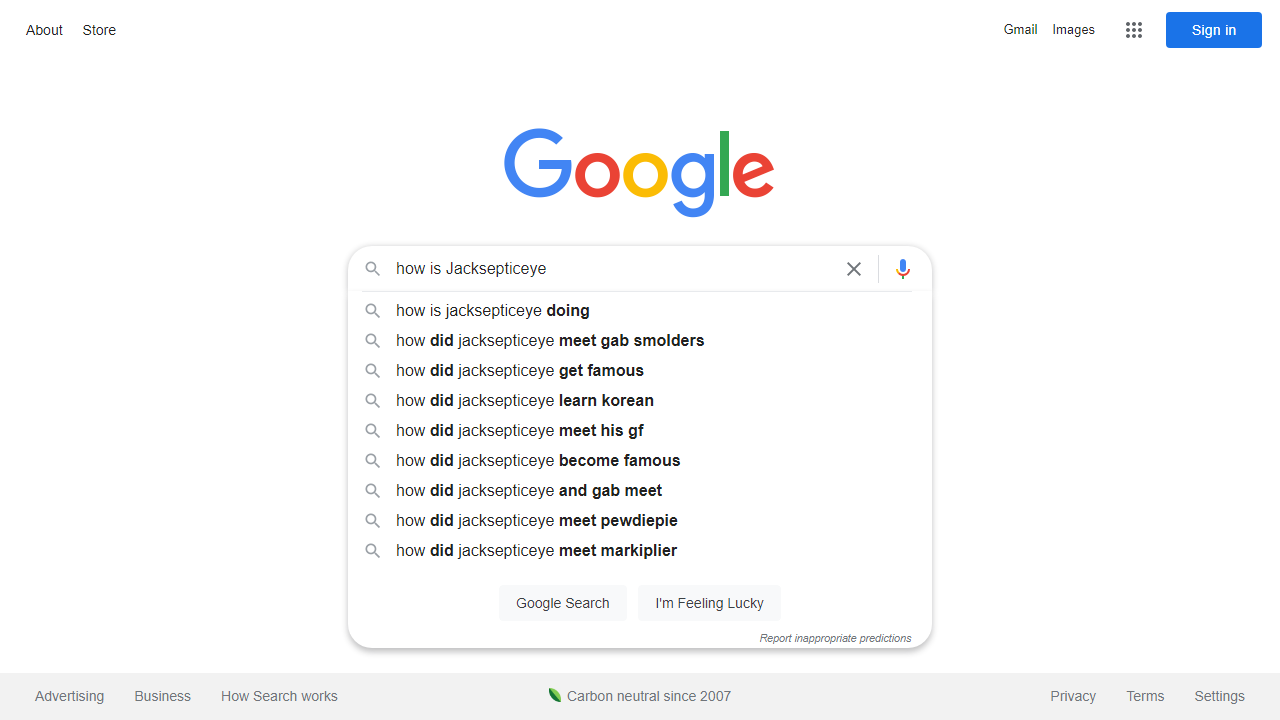 About Store Gmail Images Sign in
Google
how is Jacksepticeye
how is jacksepticeye doing
how did jacksepticeye meet gab smolders
how did jacksepticeye get famous
how did jacksepticeye learn korean
how did jacksepticeye meet his gf
how did jacksepticeye become famous
how did jacksepticeye and gab meet
how did jacksepticeye meet pewdiepie
how did jacksepticeye meet markiplier
Google Search I'm Feeling Lucky
Report inappropriate predictions
Advertising Business How Search works Carbon neutral since 2007 Privacy Terms Settings